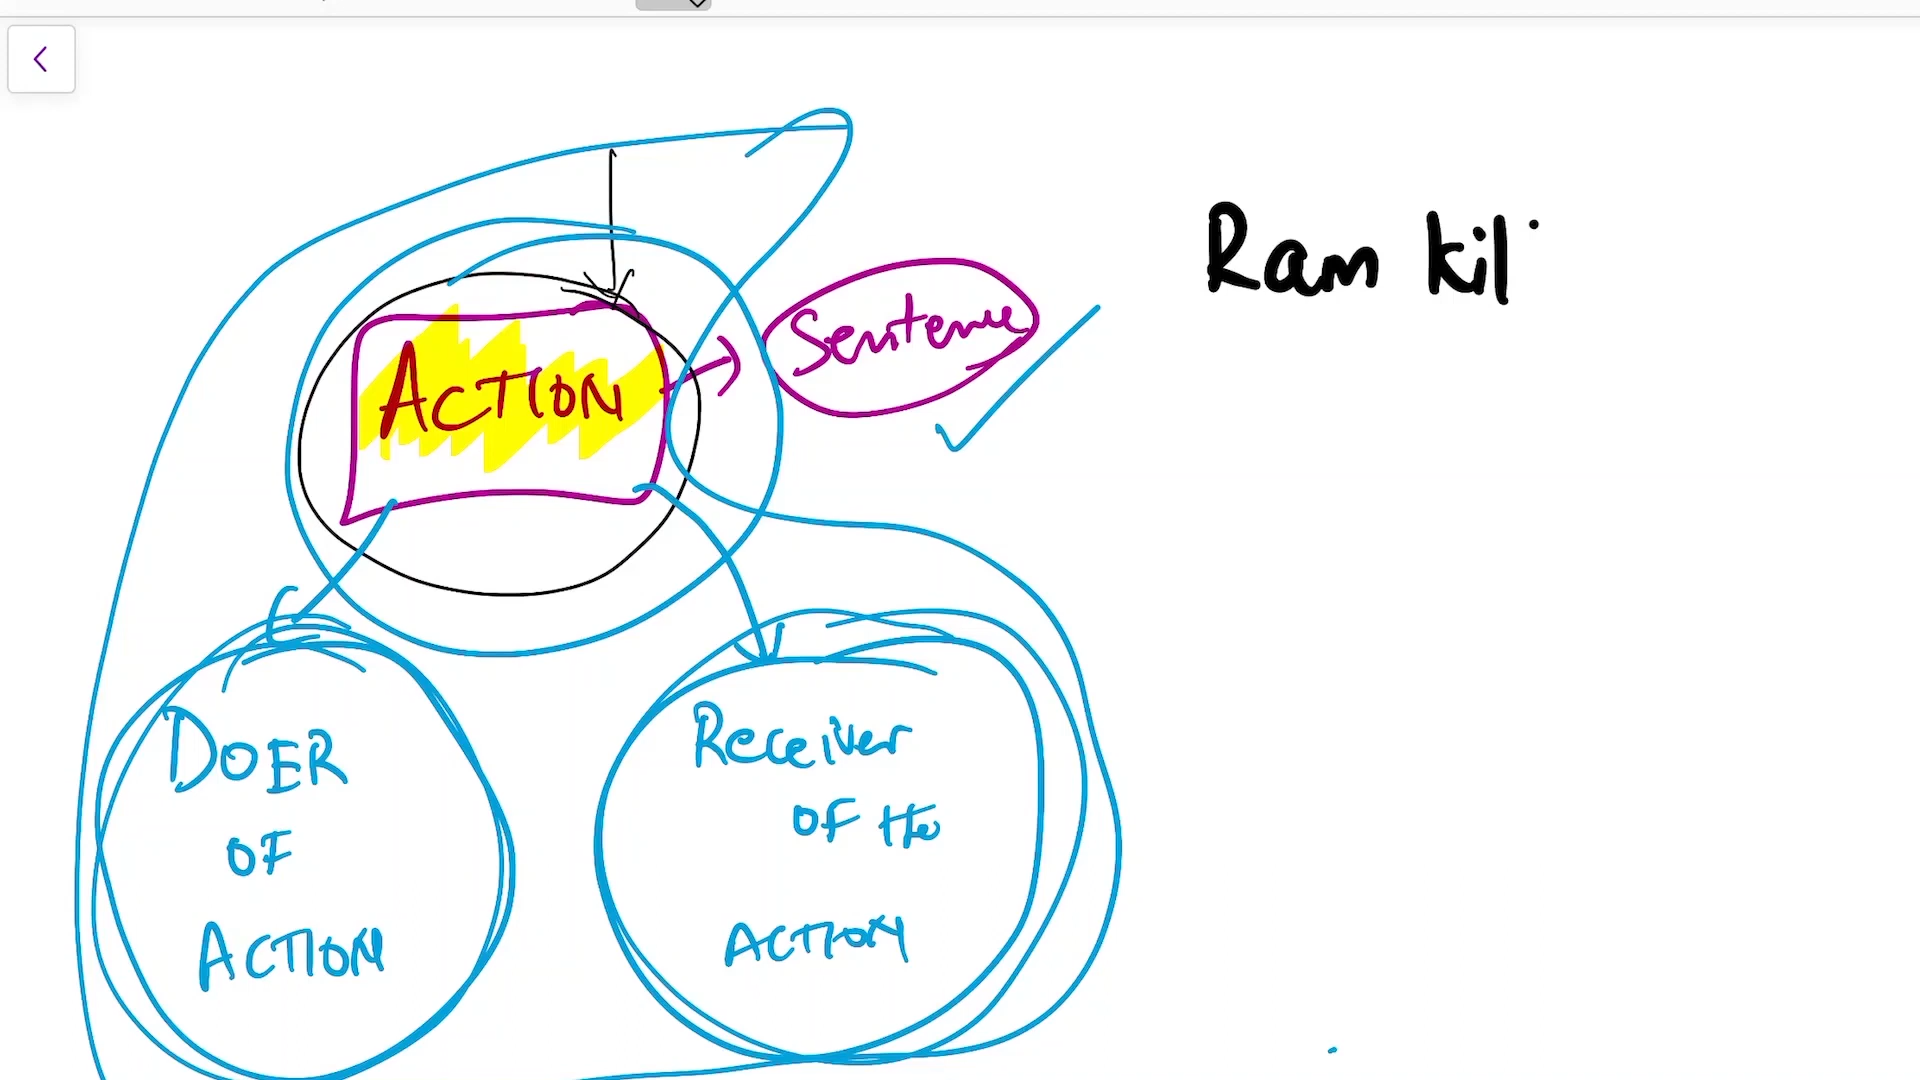 Ram kil
Sentence
ACTION
DOER
OF
ACTION
Receiver
OF the
ACTION